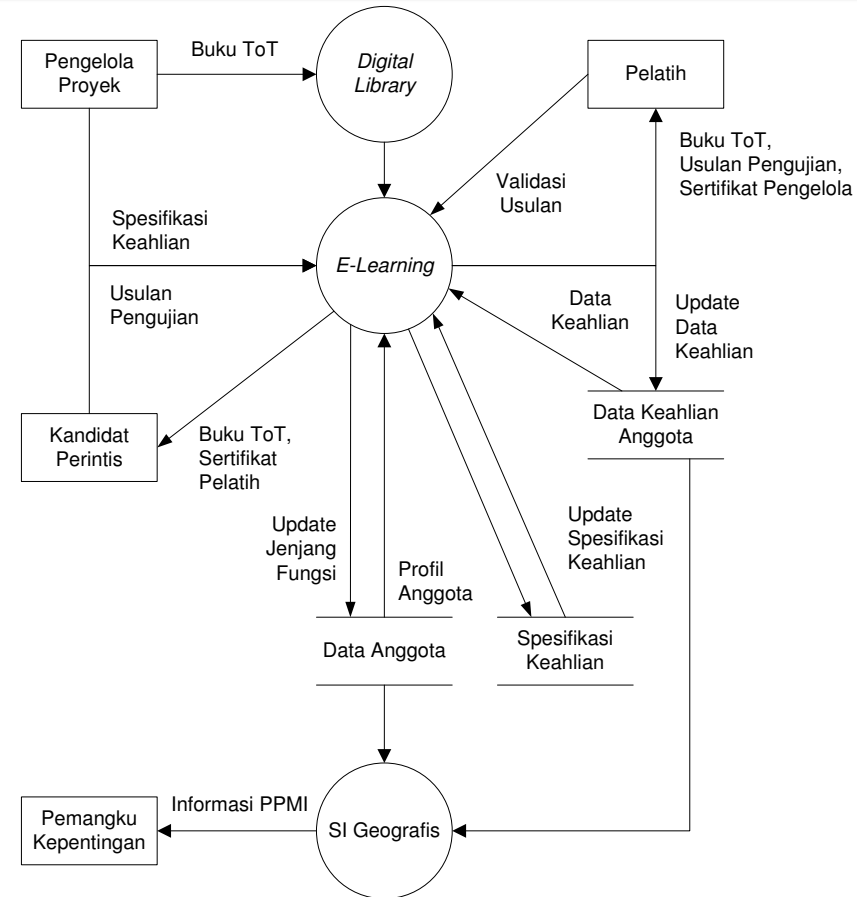 Pengelola
Proyek
Buku ToT
Digital
Library
Pelatih
Buku ToT,
Usulan Pengujian,
Sertifikat Pengelola
Validasi
Usulan
Spesifikasi
Keahlian
E-Learning
Usulan
Pengujian
Data
Keahlian
Update
Data
Keahlian
Kandidat
Perintis
Buku ToT,
Sertifikat
Pelatih
Data Keahlian
Anggota
Update
Jenjang
Fungsi
Profil
Anggota
Update
Spesifikasi
Keahlian
Data Anggota
Spesifikasi
Keahlian
Pemangku
Kepentingan
Informasi PPMI
SI Geografis